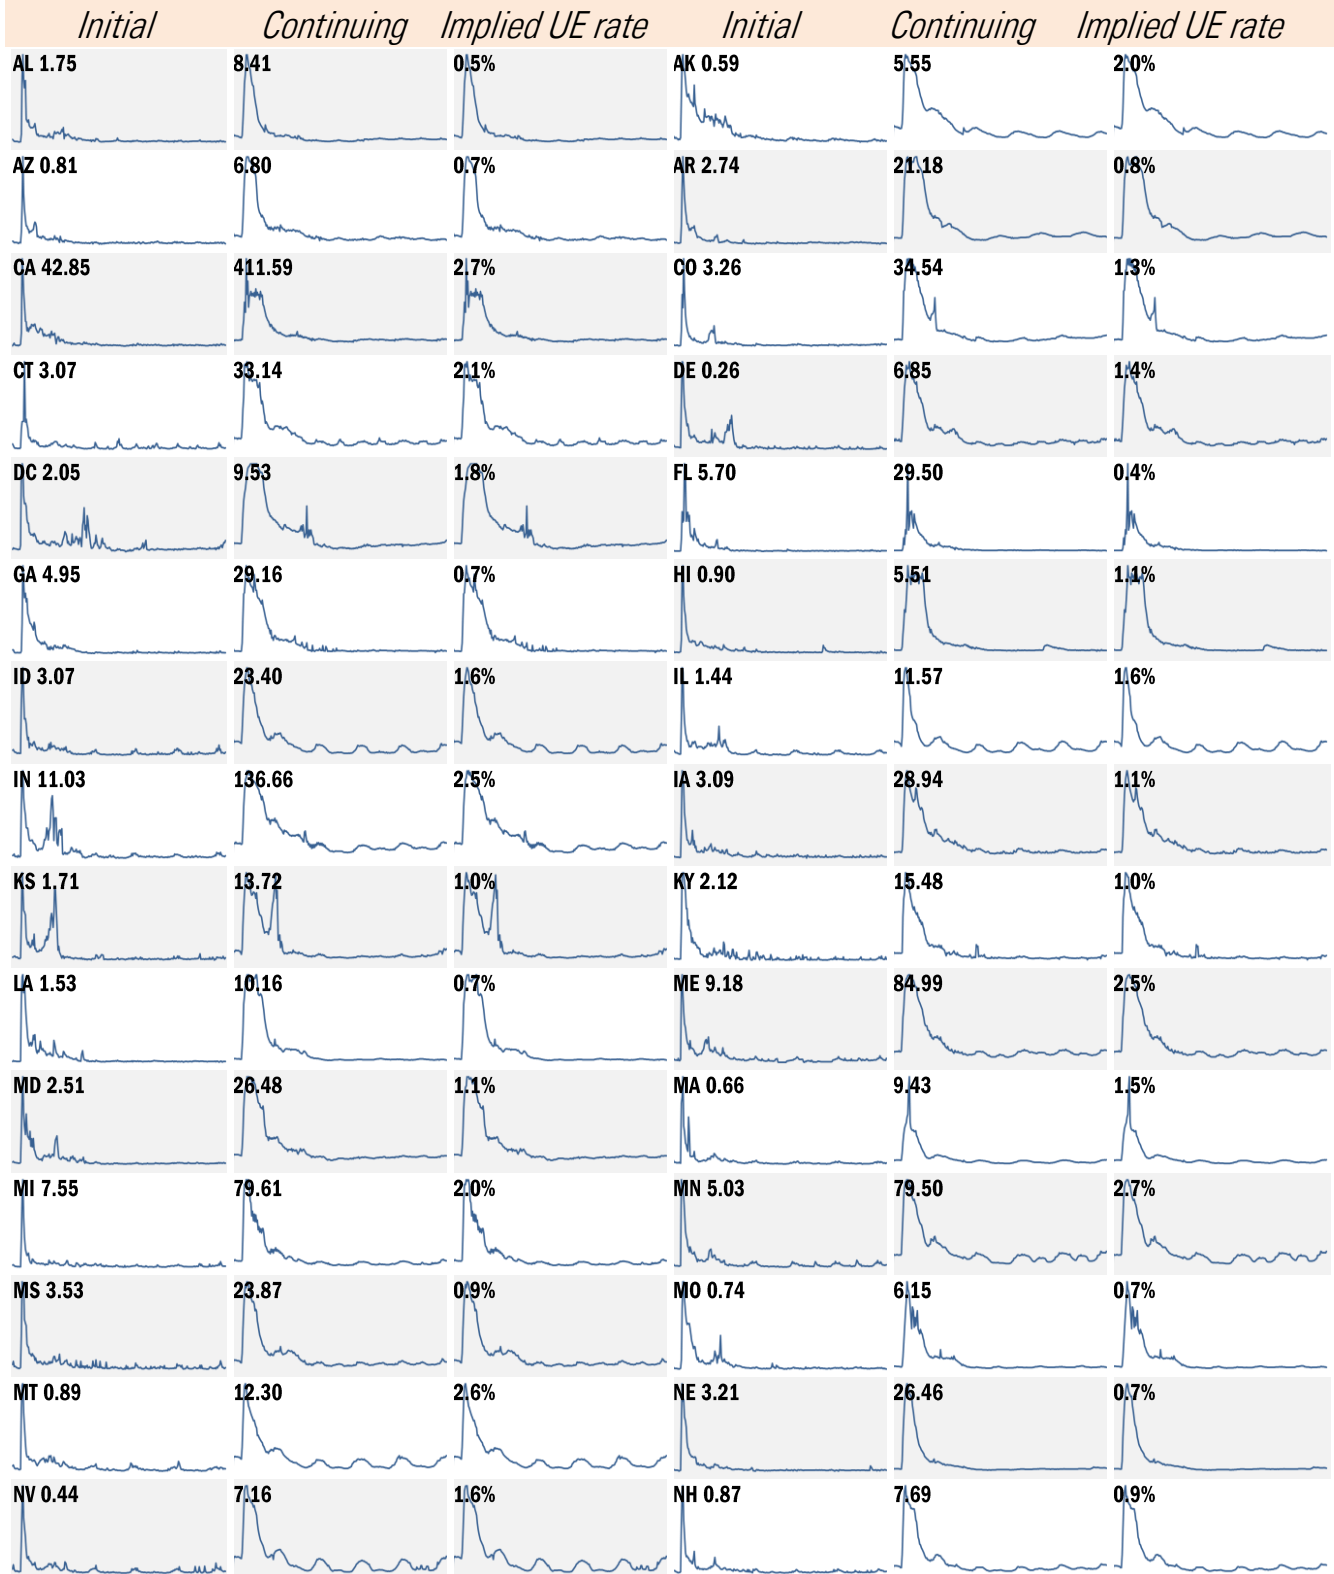 Initial Continuing Implied UE rate Initial Continuing Implied UE rate
AL 1.75 8.41 0.5% AK 0.59 5.55 2.0%
AZ 0.81 6.80 0.7% AR 2.74 21.18 0.8%
CA 42.85 411.59 2.7% CO 3.26 34.54 1.3%
CT 3.07 33.14 2.1% DE 0.26 6.85 1.4%
DC 2.05 9.53 1.8% FL 5.70 29.50 0.4%
GA 4.95 29.16 0.7% HI 0.90 5.51 1.1%
ID 3.07 23.40 1.6% IL 1.44 11.57 1.6%
IN 11.03 136.66 2.5% IA 3.09 28.94 1.1%
KS 1.71 13.72 1.0% KY 2.12 15.48 1.0%
LA 1.53 10.16 0.7% ME 9.18 84.99 2.5%
MD 2.51 26.48 1.1% MA 0.66 9.43 1.5%
MI 7.55 79.61 2.0% MN 5.03 79.50 2.7%
MS 3.53 23.87 0.9% MO 0.74 6.15 0.7%
MT 0.89 12.30 2.6% NE 3.21 26.46 0.7%
NV 0.44 7.16 1.6% NH 0.87 7.69 0.9%